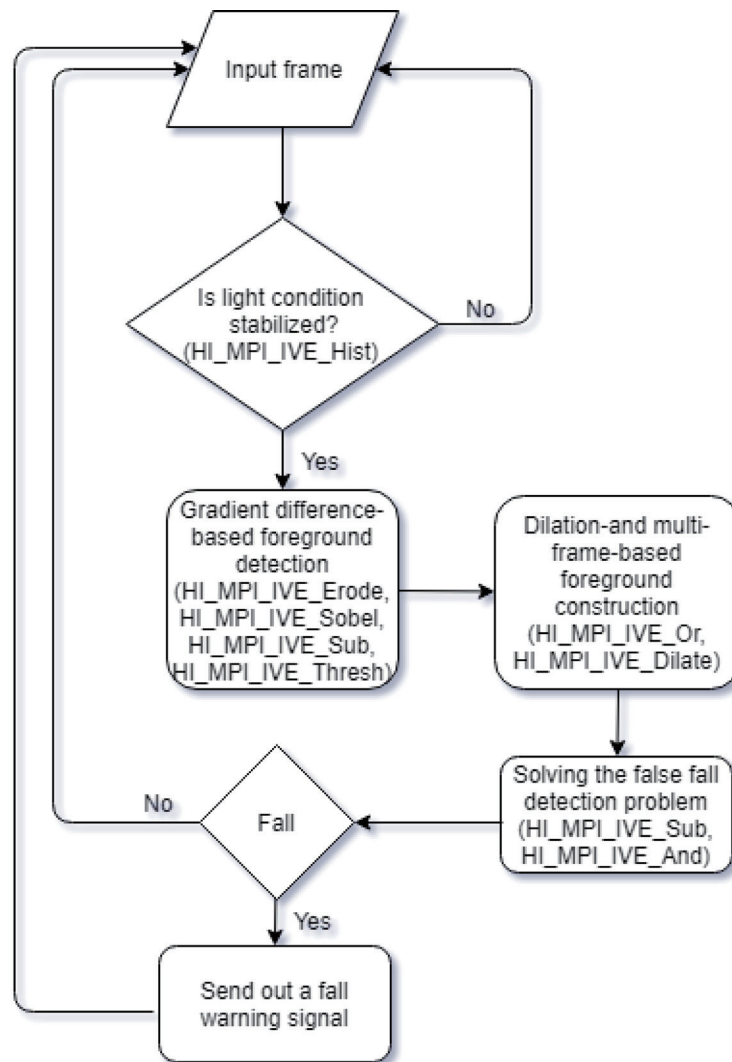 Input frame
Is light condition
stabilized?
(HI_MPI_IVE_Hist)
No
Yes
Gradient difference-
based foreground
detection
(HI_MPI_IVE_Erode,
HI_MPI_IVE_Sobel,
HI_MPI_IVE_Sub,
HI_MPI_IVE_Thresh)
Dilation-and multi-
frame-based
foreground
construction
(HI_MPI_IVE_Or,
HI_MPI_IVE_Dilate)
Solving the false fall
detection problem
(HI_MPI_IVE_Sub,
HI_MPI_IVE_And)
Fall
No
Yes
Send out a fall
warning signal